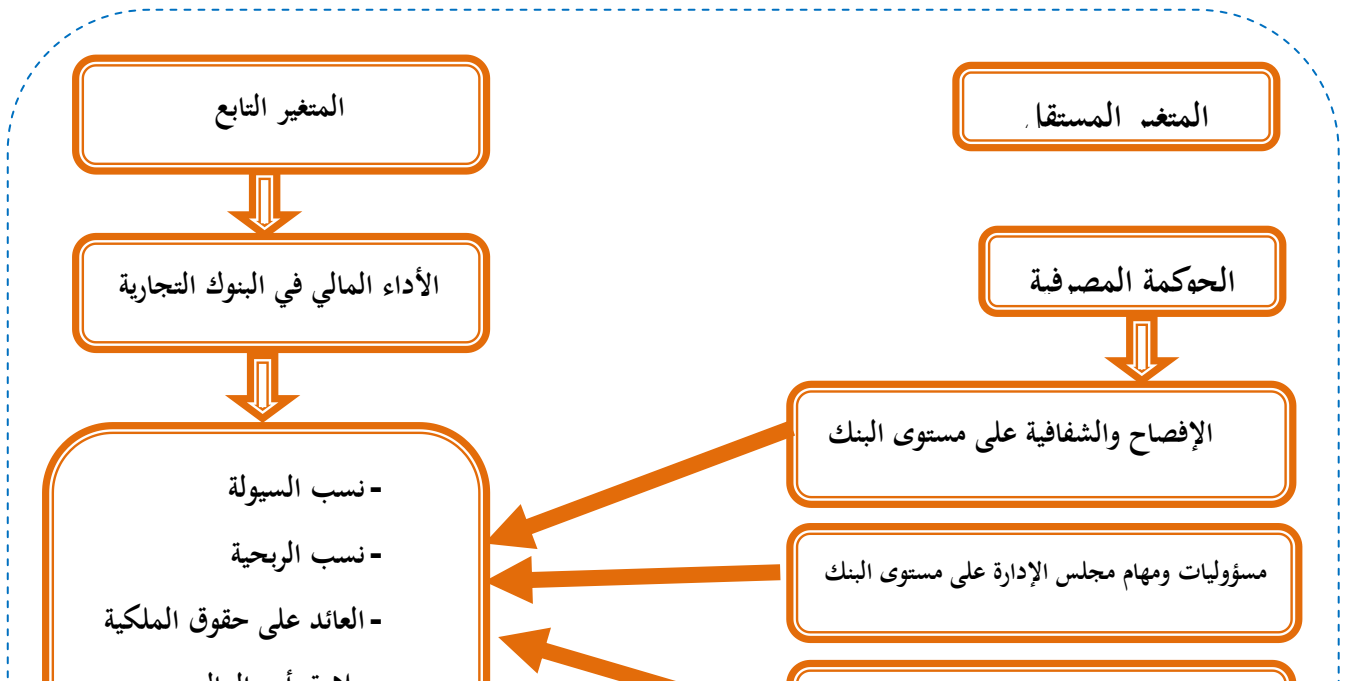 المتغير المستقل
المتغير التابع
الحوكمة المصرفية
الأداء المالي في البنوك التجارية
الإفصاح والشفافية على مستوى البنك
مسؤوليات ومهام مجلس الإدارة على مستوى البنك
-نسب السيولة
-نسب الربحية
-العائد على حقوق الملكية